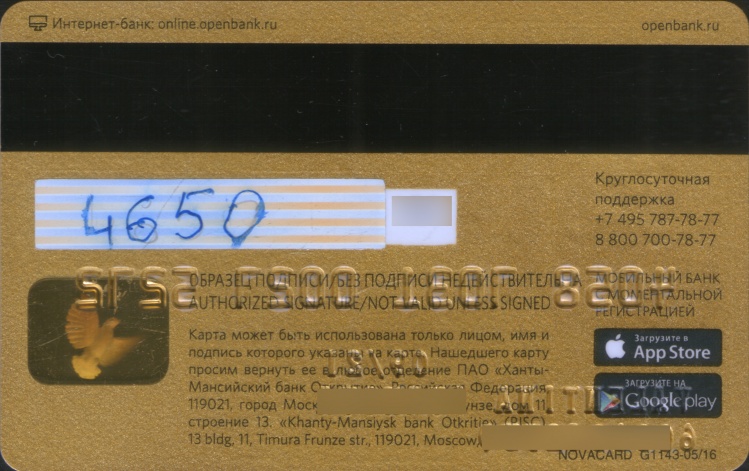 Интернет-банк: online.openbank.ru
openbank.ru
4650
Круглосуточная
поддержка
+7 495 787-78-77
8 800 700-78-77
ОБРАЗЕЦ ПОДПИСИ/БЕЗ ПОДПИСИ НЕДЕЙСТВИТЕЛЬНА
AUTHORIZED SIGNATURE/NOT VALID UNLESS SIGNED
МОБИЛЬНЫЙ БАНК
С МОМЕНТАЛЬНОЙ
РЕГИСТРАЦИЕЙ
Карта может быть использована только лицом, имя и
подпись которого указана на карте. Нашедшего карту
просим вернуть ее в любое отделение ПАО «Ханты-
Мансийский банк Открытие» Российская Федерация,
119021, город дом 11,
строение 13. «Khanty-Mansiysk bank Otkritie» (PJSC)
13 bldg, 11, Timura Frunze str., 119021, Moscow,
Загрузите в
App Store
ЗАГРУЗИТЕ НА
Google play
NOVACARD G1143-05/16